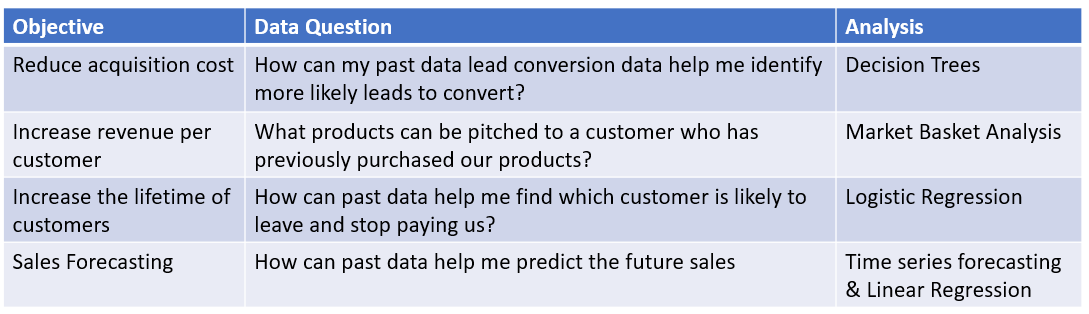 Objective Data Question Analysis
Reduce acquisition cost
How can my past data lead conversion data help me identify
more likely leads to convert?
Decision Trees
Increase revenue per
customer
What products can be pitched to a customer who has
previously purchased our products?
Market Basket Analysis
Increase the lifetime of
customers
How can past data help me find which customer is likely to
leave and stop paying us?
Logistic Regression
Sales Forecasting
How can past data help me predict the future sales
Time series forecasting
& Linear Regression